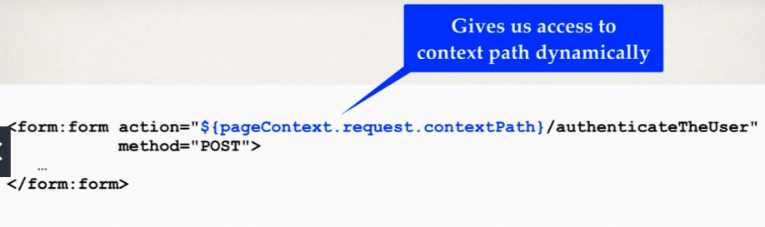 Gives us access to
context path dynamically
<form:form action="${pageContext.request.contextPath}/authenticateTheUser"
method="POST">
…
</form:form>